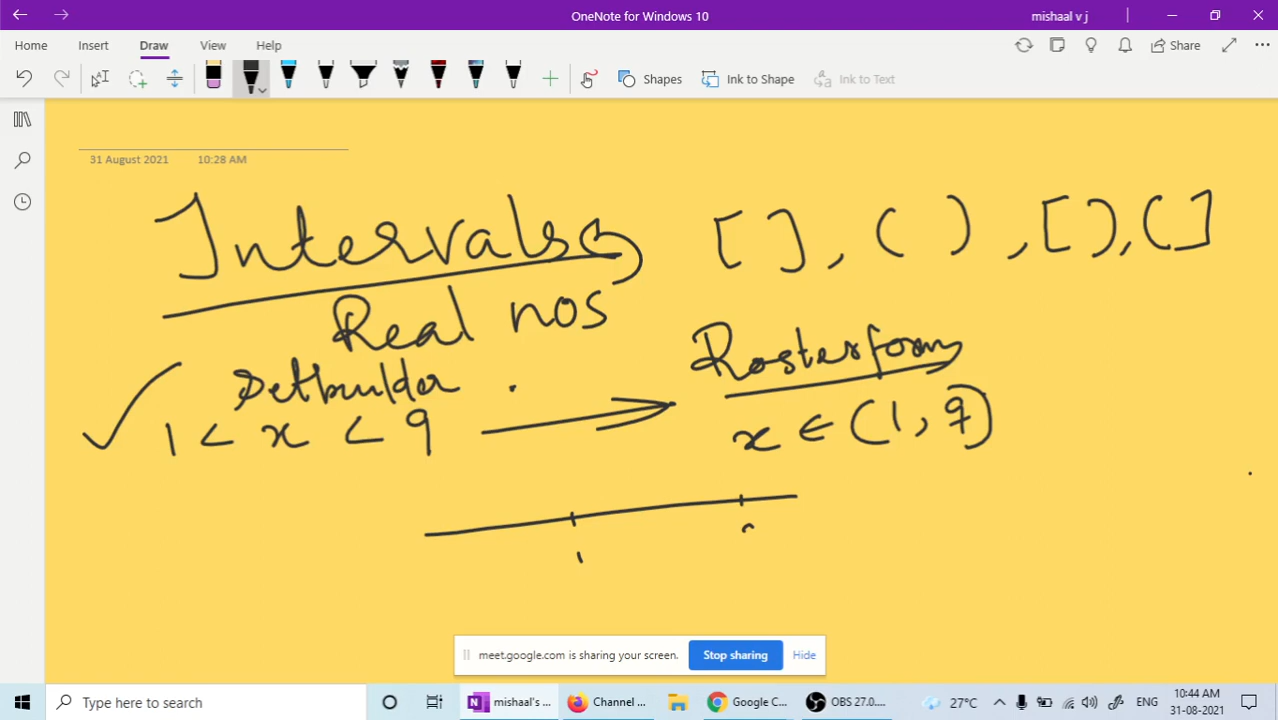 OneNote for Windows 10
mishaal v j
Home Insert Draw View Help
Share
Shapes Ink to Shape Ink to Text
31 August 2021 10:28 AM
Intervals [ ] , ( ) , [ ) , ( ]
Real nos
Setbuilder Rosterform
1 < x < 9 x ∈ (1, 9)
1
meet.google.com is sharing your screen. Stop sharing Hide
Type here to search
mishaal's ... Channel ... Google C... OBS 27.0....
27°C ENG 10:44 AM
31-08-2021